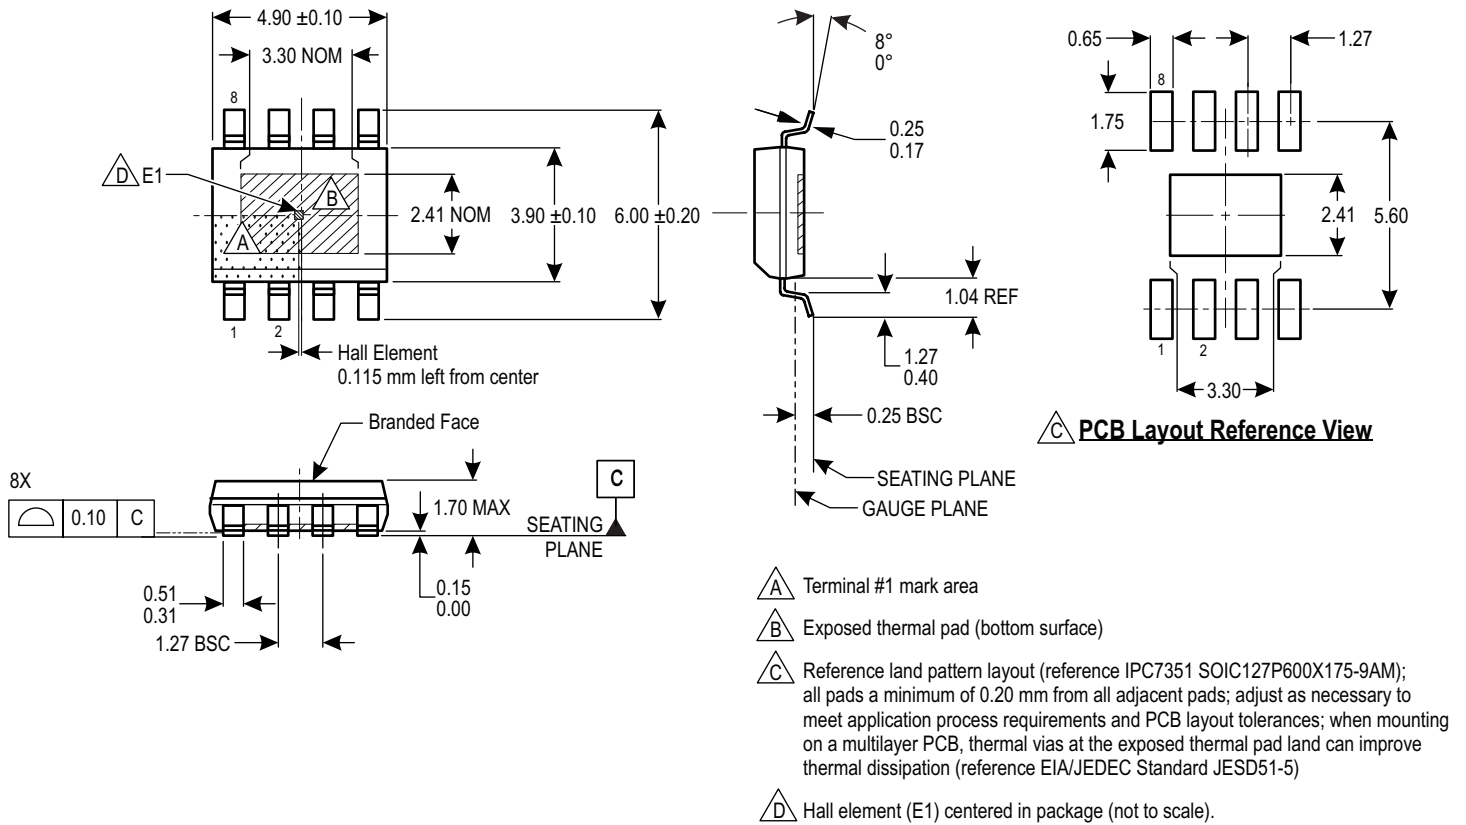 4.90 ±0.10
3.30 NOM
8
D E1
B
A
2.41 NOM
3.90 ±0.10
6.00 ±0.20
1
2
Hall Element
0.115 mm left from center
8°
0°
0.25
0.17
1.04 REF
1.27
0.40
0.25 BSC
SEATING PLANE
GAUGE PLANE
0.65
1.27
8
1.75
2.41
5.60
1
2
3.30
C PCB Layout Reference View
Branded Face
8X
0.10 C
1.70 MAX
C
SEATING
PLANE
0.15
0.00
0.51
0.31
1.27 BSC
A Terminal #1 mark area
B Exposed thermal pad (bottom surface)
C Reference land pattern layout (reference IPC7351 SOIC127P600X175-9AM);
all pads a minimum of 0.20 mm from all adjacent pads; adjust as necessary to
meet application process requirements and PCB layout tolerances; when mounting
on a multilayer PCB, thermal vias at the exposed thermal pad land can improve
thermal dissipation (reference EIA/JEDEC Standard JESD51-5)
D Hall element (E1) centered in package (not to scale).